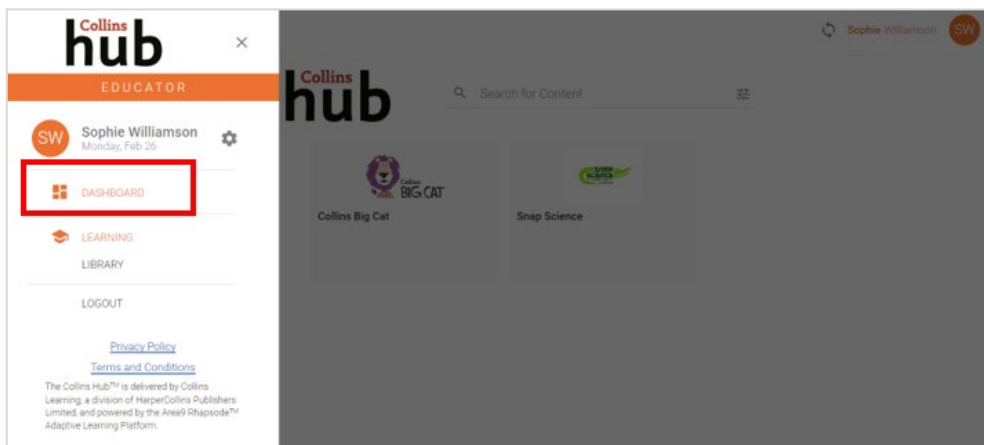 Collins
hub
EDUCATOR
SW
Sophie Williamson
Monday, Feb 26
DASHBOARD
LEARNING
LIBRARY
LOGOUT
Privacy Policy
Terms and Conditions
The Collins Hub™ is delivered by Collins
Learning, a division of HarperCollins Publishers
Limited, and powered by the Area9 Rhapsode™
Adaptive Learning Platform.
Sophie Williamson
SW
Collins
hub
Search for Content
Collins
BIG CAT
Collins Big Cat
SNAP
SCIENCE
Snap Science